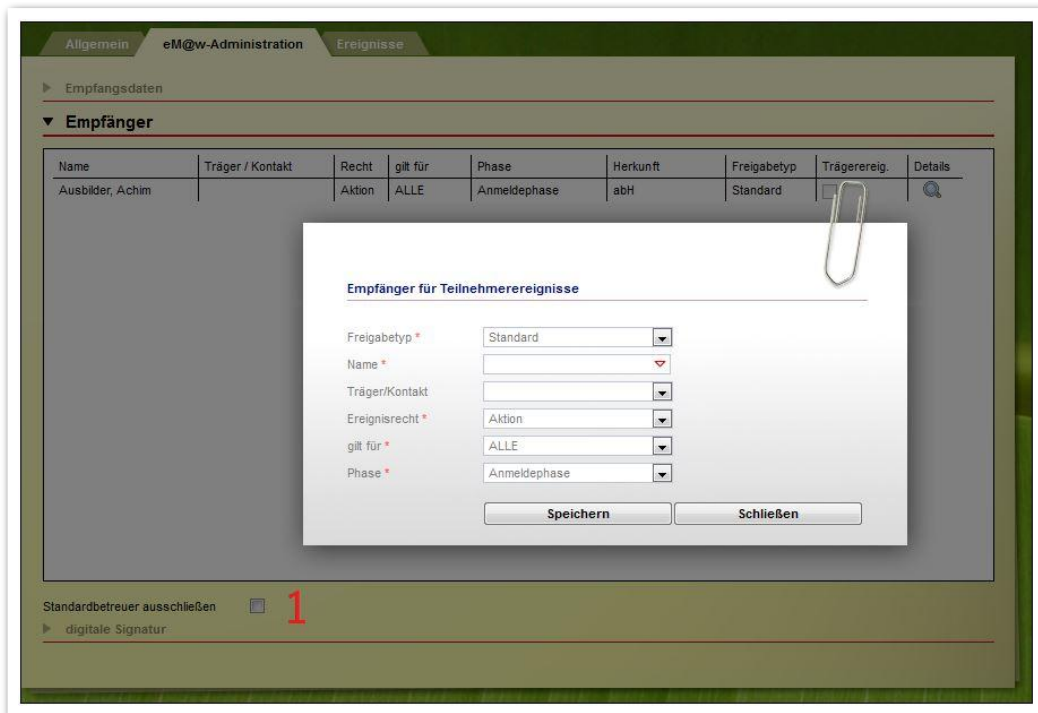 Allgemein eM@w-Administration Ereignisse
Empfangsdaten
Empfänger
Name Träger / Kontakt Recht gilt für Phase Herkunft Freigabetyp Trägerereig. Details
Ausbilder, Achim Aktion ALLE Anmeldephase abH Standard
Empfänger für Teilnehmerereignisse
Freigabetyp * Standard
Name *
Träger/Kontakt
Ereignisrecht * Aktion
gilt für * ALLE
Phase * Anmeldephase
Speichern Schließen
Standardbetreuer ausschließen 1
digitale Signatur